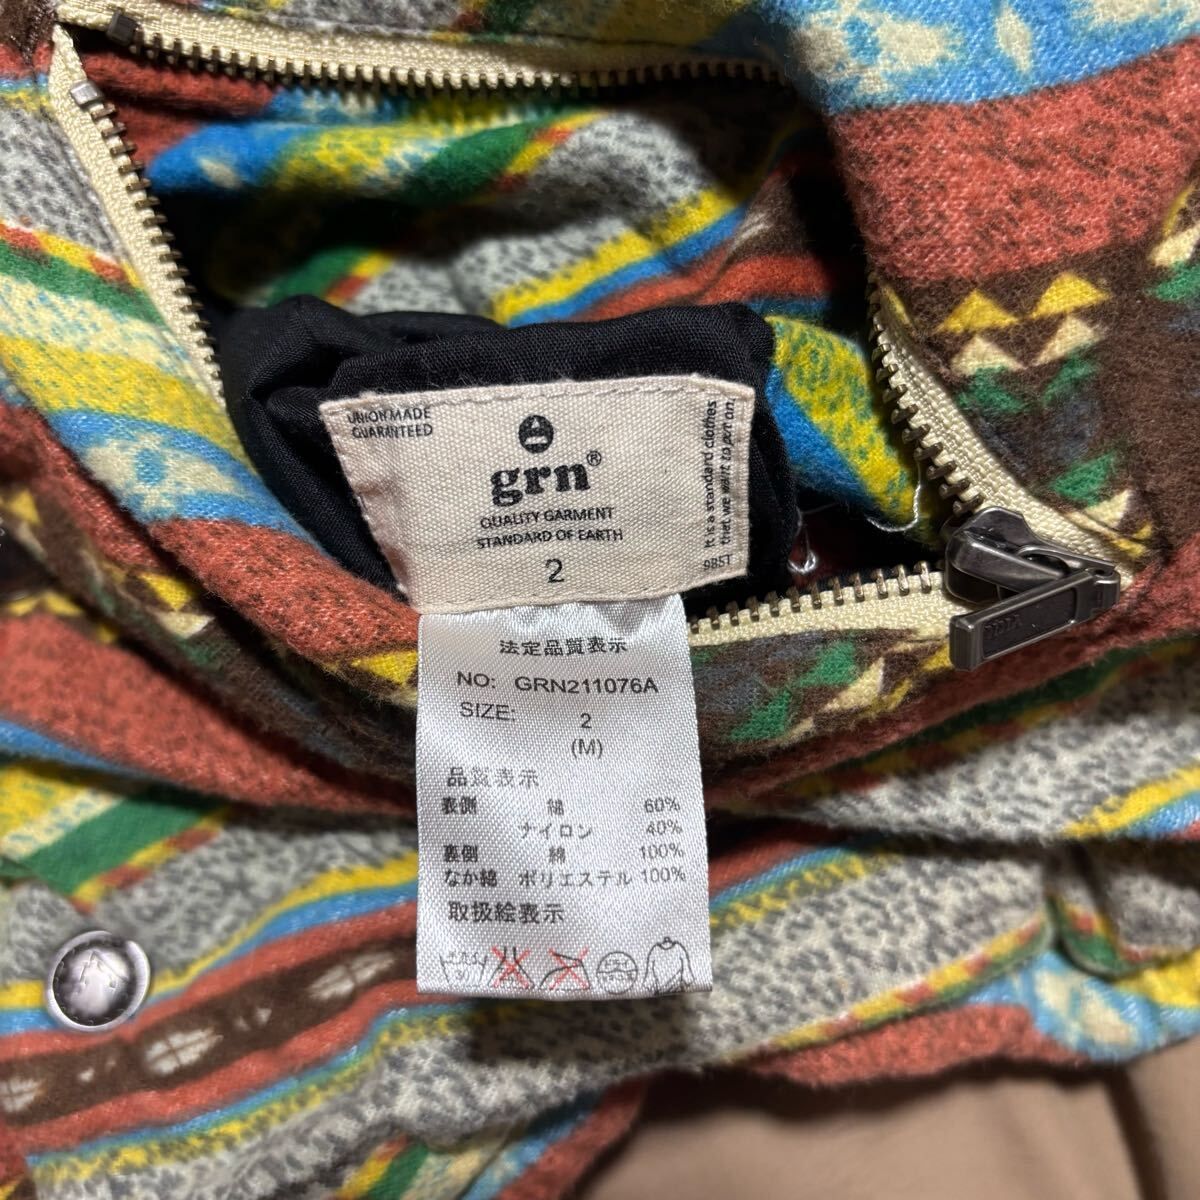 UNION MADE
GUARANTEED
grn®
QUALITY GARMENT
STANDARD OF EARTH
2
It is a standard clothes
that, we want to put on.
985T
法定品質表示
NO: GRN211076A
SIZE: 2
(M)
品質表示
表側 綿 60%
ナイロン 40%
裏側 綿 100%
なか綿 ポリエステル 100%
取扱絵表示